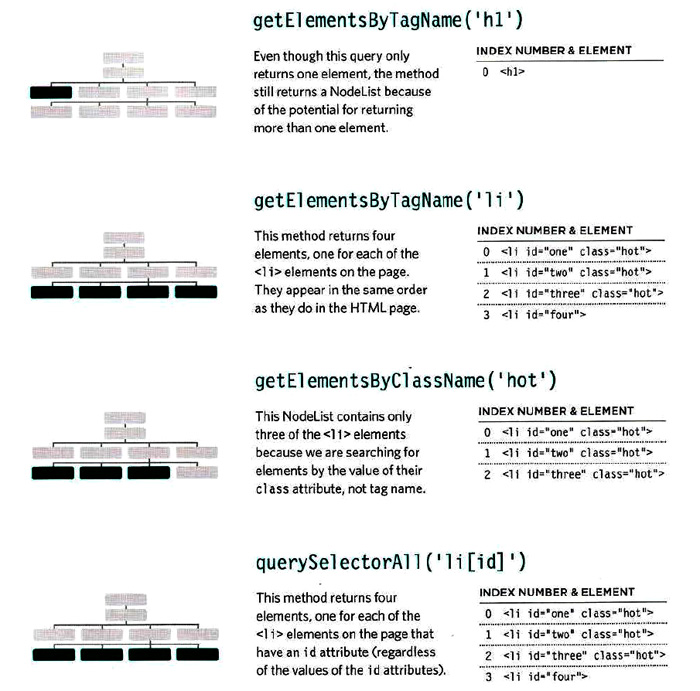 getElementsByTagName('h1')
Even though this query only
returns one element, the method
still returns a NodeList because
of the potential for returning
more than one element.
INDEX NUMBER & ELEMENT
0 <h1>
getElementsByTagName('li')
This method returns four
elements, one for each of the
<li> elements on the page.
They appear in the same order
as they do in the HTML page.
INDEX NUMBER & ELEMENT
0 <li id="one" class="hot">
1 <li id="two" class="hot">
2 <li id="three" class="hot">
3 <li id="four">
getElementsByClassName('hot')
This NodeList contains only
three of the <li> elements
because we are searching for
elements by the value of their
class attribute, not tag name.
INDEX NUMBER & ELEMENT
0 <li id="one" class="hot">
1 <li id="two" class="hot">
2 <li id="three" class="hot">
querySelectorAll('li[id]')
This method returns four
elements, one for each of the
<li> elements on the page that
have an id attribute (regardless
of the values of the id attributes).
INDEX NUMBER & ELEMENT
0 <li id="one" class="hot">
1 <li id="two" class="hot">
2 <li id="three" class="hot">
3 <li id="four">